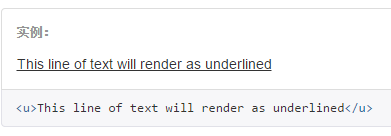 实例：
This line of text will render as underlined
<u>This line of text will render as underlined</u>